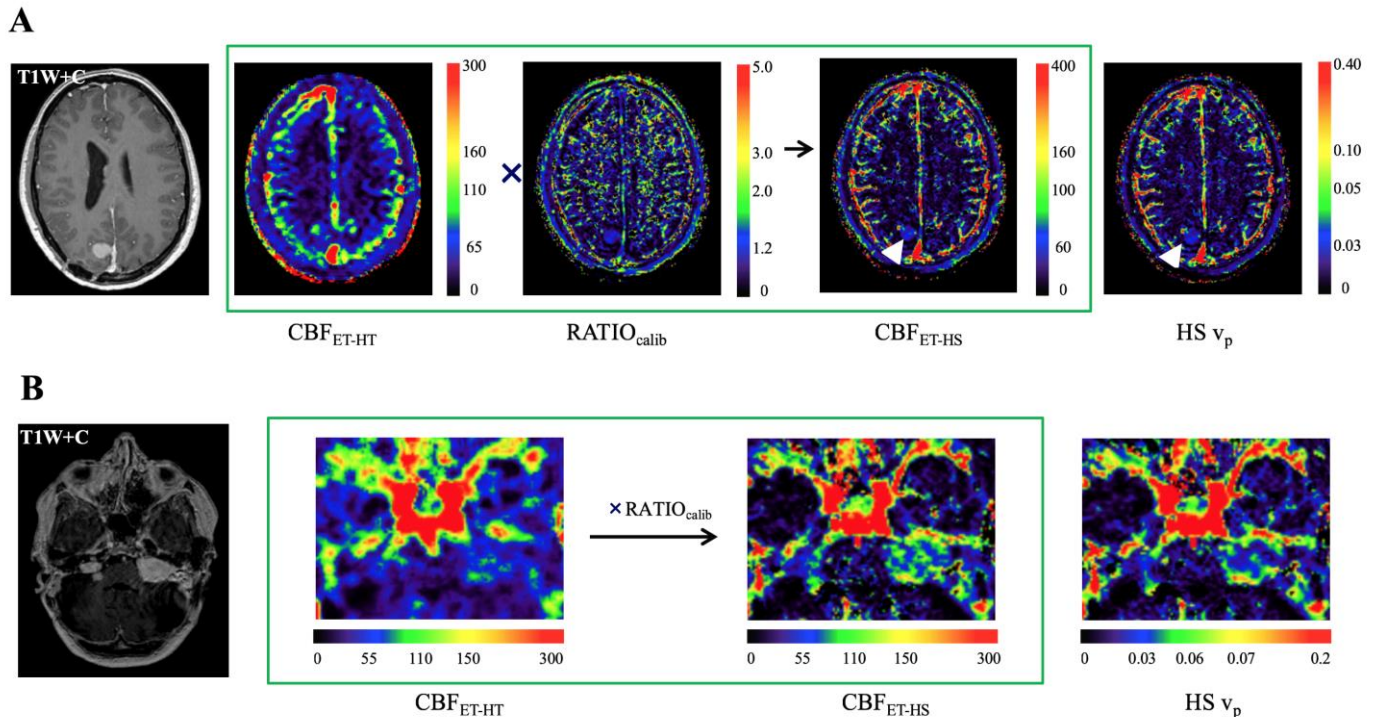 A
T1W+C
300
160
110
65
0
×
5.0
3.0
2.0
1.2
0
400
160
100
60
0
0.40
0.10
0.05
0.03
0
CBF_ET-HT
RATIO_calib
CBF_ET-HS
HS v_p
B
T1W+C
× RATIO_calib
0 55 110 150 300
0 55 110 150 300
0 0.03 0.06 0.07 0.2
CBF_ET-HT
CBF_ET-HS
HS v_p